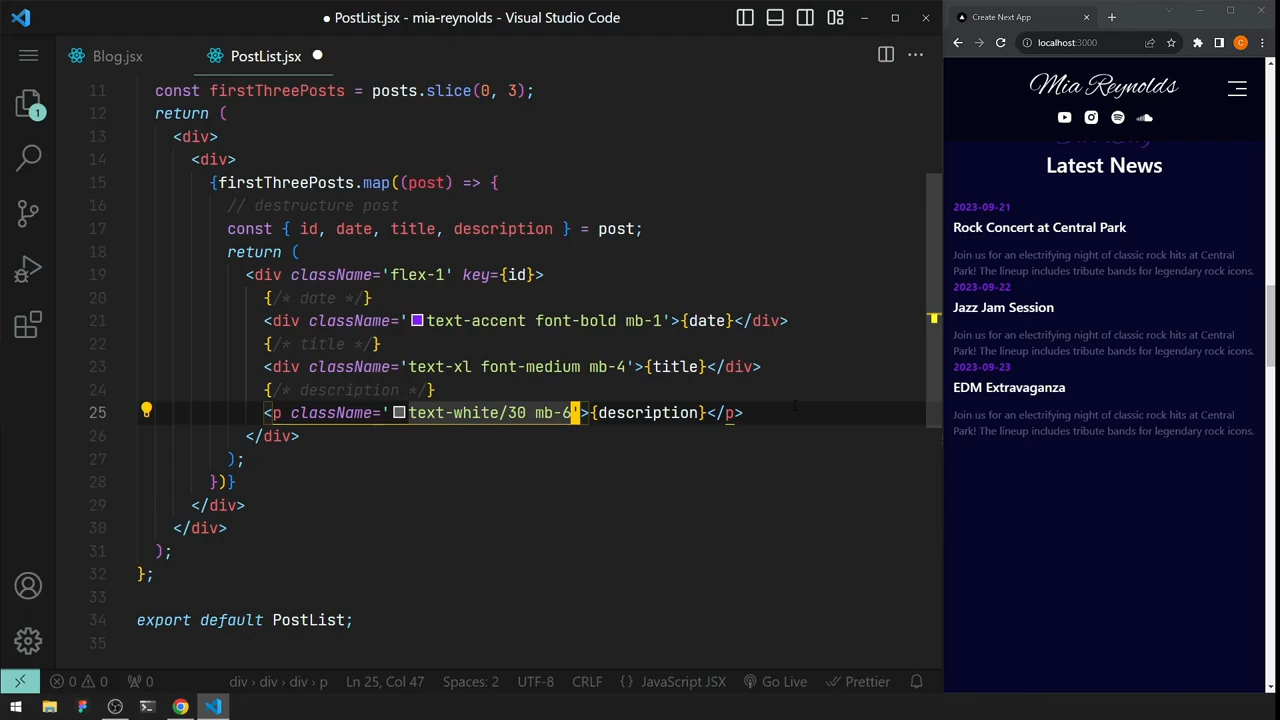 PostList.jsx - mia-reynolds - Visual Studio Code
Blog.jsx
PostList.jsx
11 const firstThreePosts = posts.slice(0, 3);
12 return (
13 <div>
14 <div>
15 {firstThreePosts.map((post) => {
16 // destructure post
17 const { id, date, title, description } = post;
18 return (
19 <div className='flex-1' key={id}>
20 {/* date */}
21 <div className='text-accent font-bold mb-1'>{date}</div>
22 {/* title */}
23 <div className='text-xl font-medium mb-4'>{title}</div>
24 {/* description */}
25 <p className='text-white/30 mb-6'>{description}</p>
26 </div>
27 );
28 })}
29 </div>
30 </div>
31 );
32 };
33
34 export default PostList;
35
1
0 0 0
div › div › div › p
Ln 25, Col 47
Spaces: 2
UTF-8
CRLF
{ } JavaScript JSX
Go Live
Prettier
Create Next App
localhost:3000
C
Mia Reynolds
Latest News
2023-09-21
Rock Concert at Central Park
Join us for an electrifying night of classic rock hits at Central
Park! The lineup includes tribute bands for legendary rock icons.
2023-09-22
Jazz Jam Session
Join us for an electrifying night of classic rock hits at Central
Park! The lineup includes tribute bands for legendary rock icons.
2023-09-23
EDM Extravaganza
Join us for an electrifying night of classic rock hits at Central
Park! The lineup includes tribute bands for legendary rock icons.